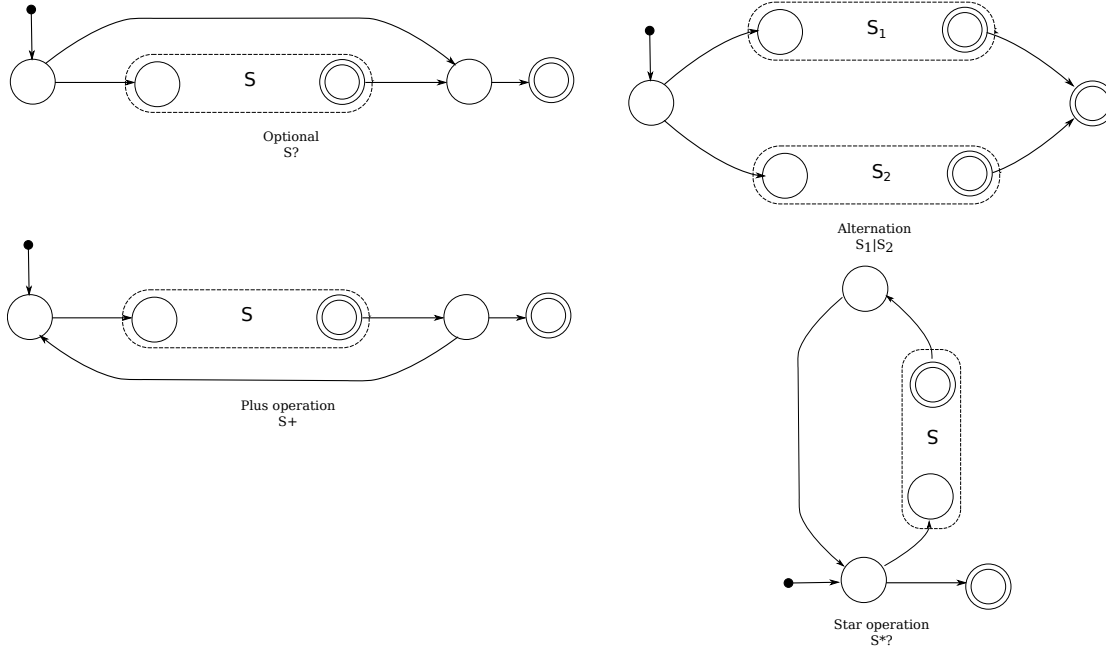 S
Optional
S?
S₁
S₂
Alternation
S₁|S₂
S
Plus operation
S+
S
Star operation
S*?